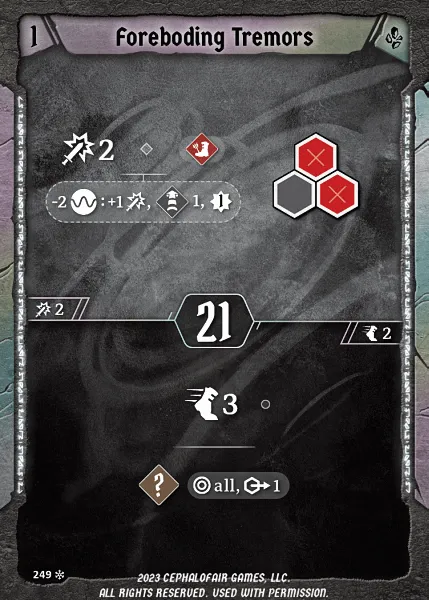 1 Foreboding Tremors
2
-2 : +1 , 1, 1
2
21
2
3
? all, 1
249
2023 CEPHALOFAIR GAMES, LLC.
ALL RIGHTS RESERVED. USED WITH PERMISSION.